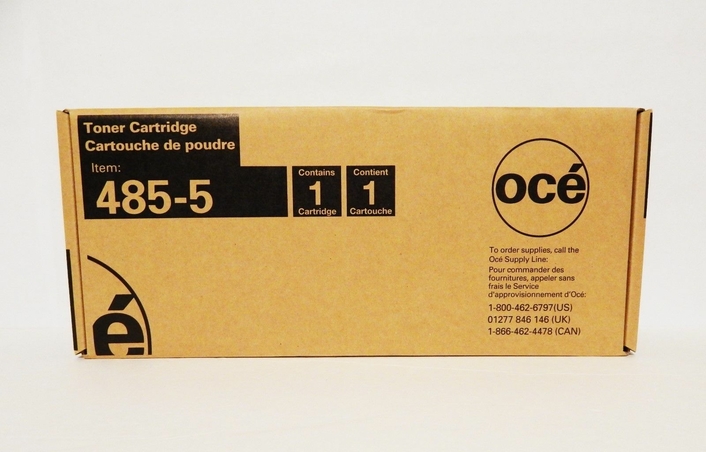 Toner Cartridge
Cartouche de poudre
Item:
485-5
Contains
1
Cartridge
Contient
1
Cartouche
océ
To order supplies, call the
Océ Supply Line:
Pour commander des
fournitures, appeler sans
frais le Service
d'approvisionnement d'Océ:
1-800-462-6797(US)
01277 846 146 (UK)
1-866-462-4478 (CAN)
é